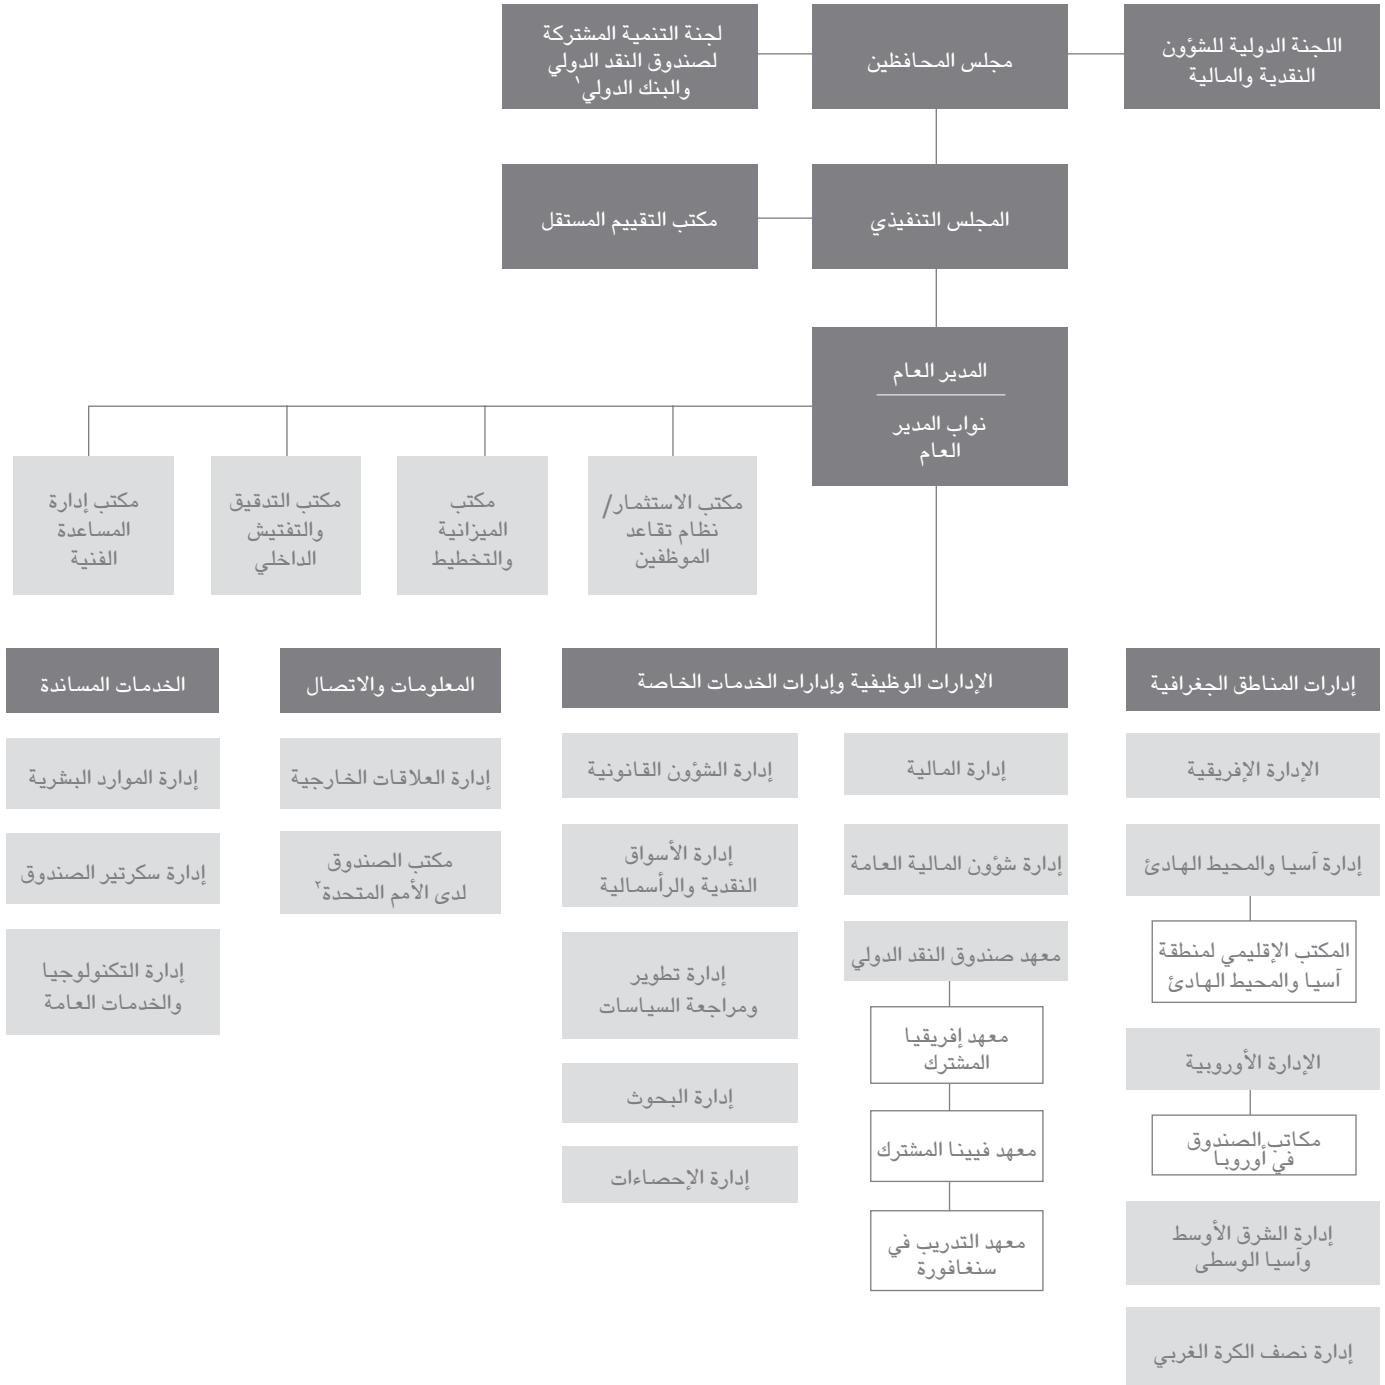 اللجنة الدولية للشؤون
النقدية والمالية
مجلس المحافظين
لجنة التنمية المشتركة
لصندوق النقد الدولي
والبنك الدولي١
المجلس التنفيذي
مكتب التقييم المستقل
المدير العام
نواب المدير
العام
مكتب الاستثمار/
نظام تقاعد
الموظفين
مكتب
الميزانية
والتخطيط
مكتب التدقيق
والتفتيش
الداخلي
مكتب إدارة
المساعدة
الفنية
إدارات المناطق الجغرافية
الإدارة الإفريقية
إدارة آسيا والمحيط الهادئ
المكتب الإقليمي لمنطقة
آسيا والمحيط الهادئ
الإدارة الأوروبية
مكاتب الصندوق
في أوروبا
إدارة الشرق الأوسط
وآسيا الوسطى
إدارة نصف الكرة الغربي
الإدارات الوظيفية وإدارات الخدمات الخاصة
إدارة المالية
إدارة شؤون المالية العامة
معهد صندوق النقد الدولي
معهد إفريقيا
المشترك
معهد فيينا المشترك
معهد التدريب في
سنغافورة
إدارة الشؤون القانونية
إدارة الأسواق
النقدية والرأسمالية
إدارة تطوير
ومراجعة السياسات
إدارة البحوث
إدارة الإحصاءات
المعلومات والاتصال
إدارة العلاقات الخارجية
مكتب الصندوق
لدى الأمم المتحدة٢
الخدمات المساندة
إدارة الموارد البشرية
إدارة سكرتير الصندوق
إدارة التكنولوجيا
والخدمات العامة